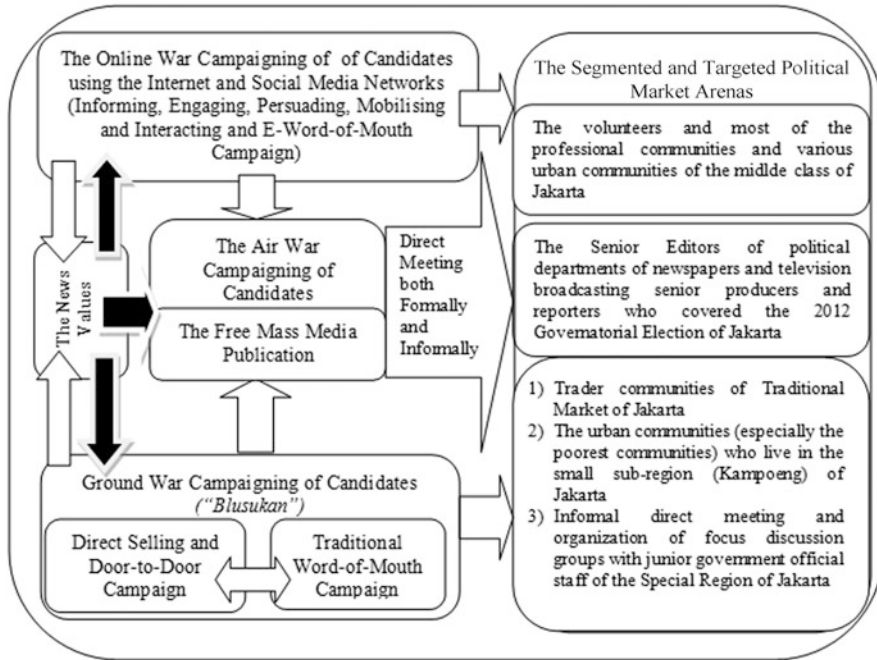 The Online War Campaigning of of Candidates
using the Internet and Social Media Networks
(Informing, Engaging, Persuading, Mobilising
and Interacting and E-Word-of-Mouth
Campaign)
The News
Values
The Air War
Campaigning of
Candidates
The Free Mass Media
Publication
Direct
Meeting
both
Formally
and
Informally
Ground War Campaigning of Candidates
("Blusukan")
Direct Selling and
Door-to-Door
Campaign
Traditional
Word-of-Mouth
Campaign
The Segmented and Targeted Political
Market Arenas
The volunteers and most of the
professional communities and various
urban communities of the midlde class of
Jakarta
The Senior Editors of political
departments of newspapers and television
broadcasting senior producers and
reporters who covered the 2012
Governatorial Election of Jakarta
1) Trader communities of Traditional
Market of Jakarta
2) The urban communities (especially the
poorest communities) who live in the
small sub-region (Kampoeng) of
Jakarta
3) Informal direct meeting and
organization of focus discussion
groups with junior government official
staff of the Special Region of Jakarta